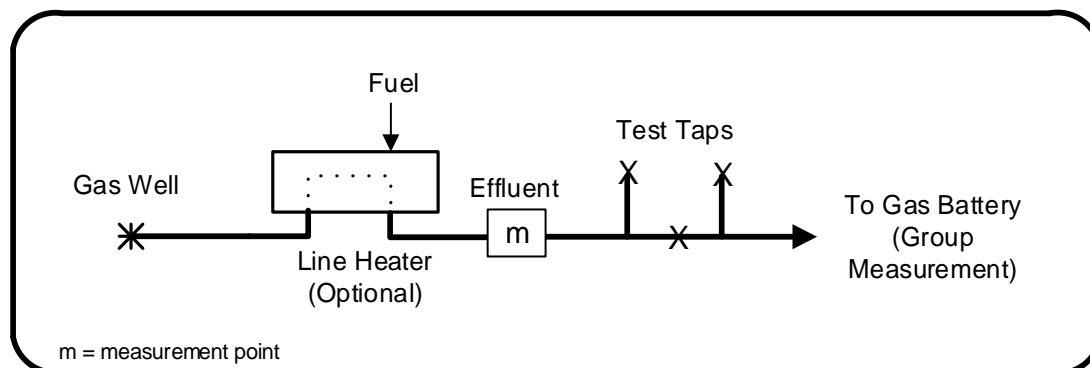 Fuel
Test Taps
Gas Well
Effluent
To Gas Battery
(Group
Measurement)
m
Line Heater
(Optional)
m = measurement point